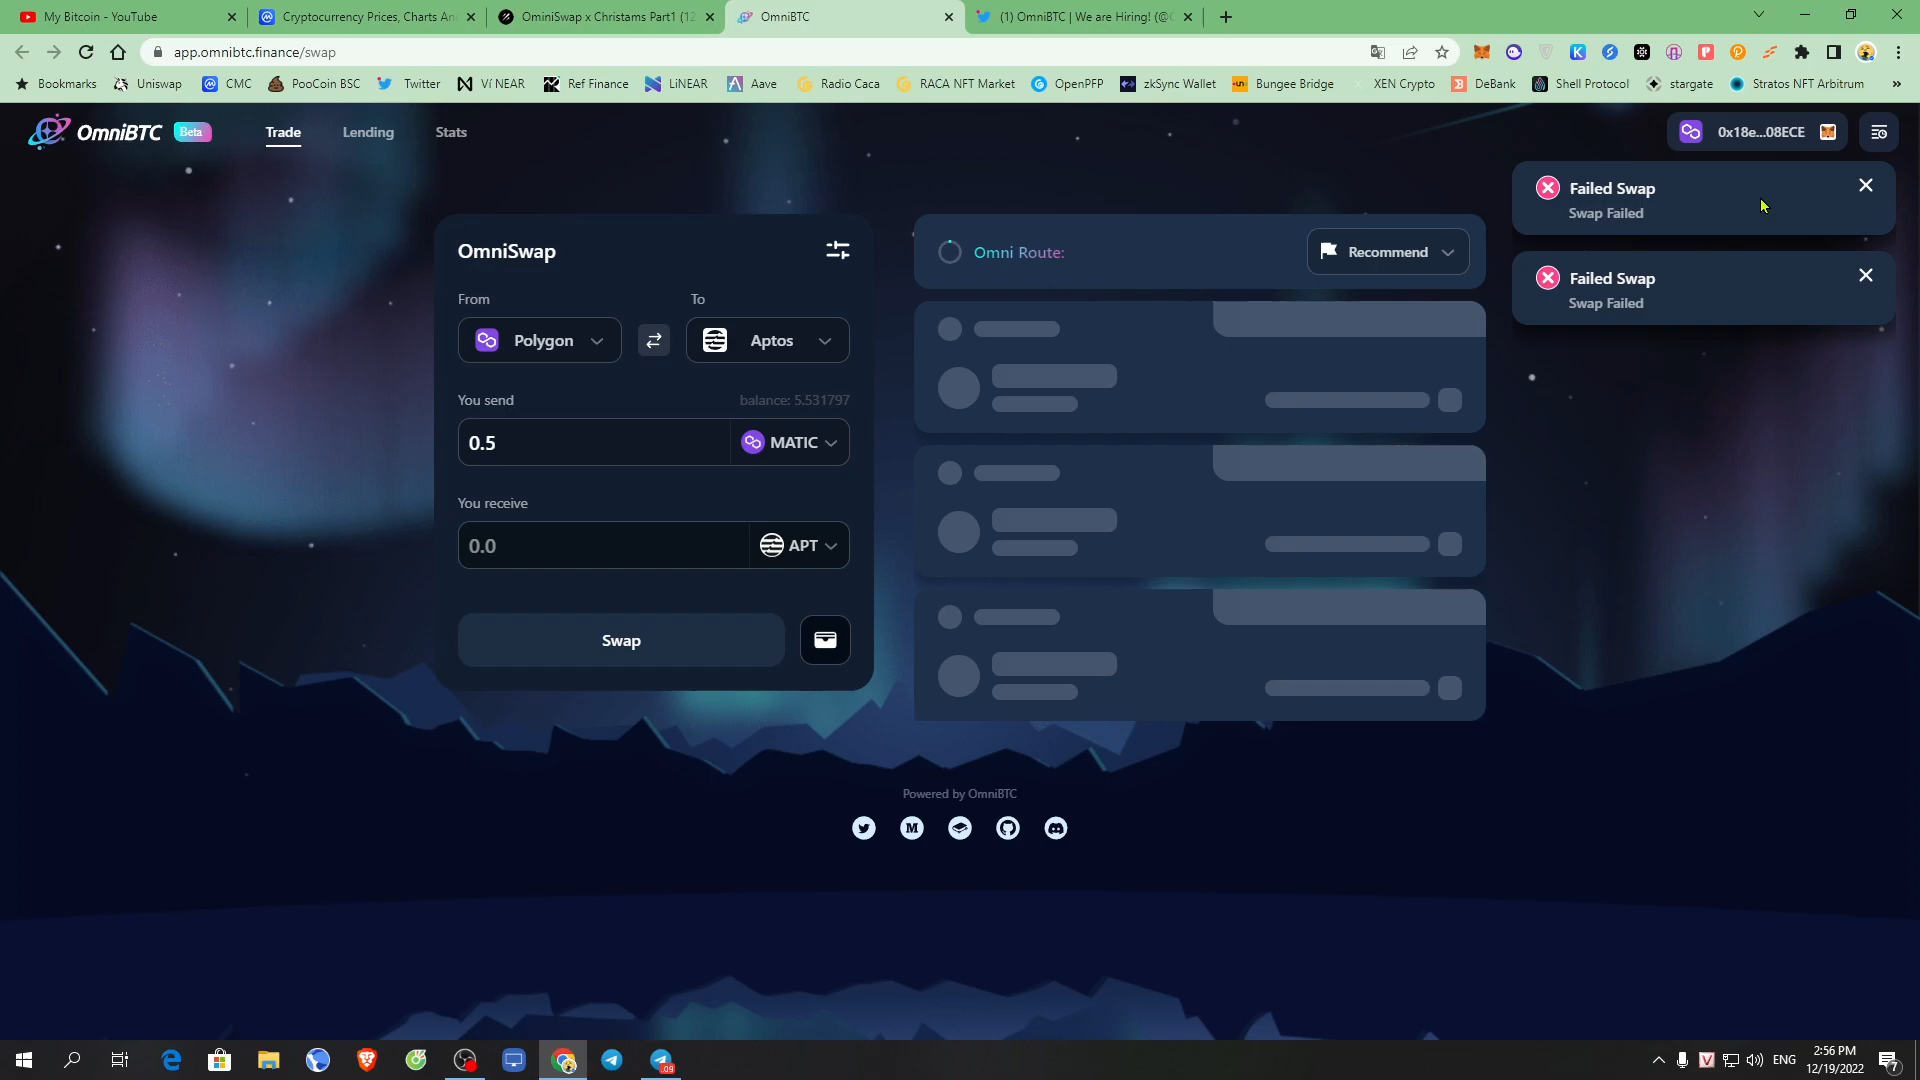 My Bitcoin - YouTube
Cryptocurrency Prices, Charts An
OminiSwap x Christams Part1 (12
OmniBTC
(1) OmniBTC | We are Hiring! (@
app.omnibtc.finance/swap
Bookmarks
Uniswap
CMC
PooCoin BSC
Twitter
Ví NEAR
Ref Finance
LiNEAR
Aave
Radio Caca
RACA NFT Market
OpenPFP
zkSync Wallet
Bungee Bridge
XEN Crypto
DeBank
Shell Protocol
stargate
Stratos NFT Arbitrum
»
OmniBTC
Beta
Trade
Lending
Stats
0x18e...08ECE
Failed Swap
Swap Failed
Failed Swap
Swap Failed
OmniSwap
From
To
Polygon
Aptos
You send
balance: 5.531797
0.5
MATIC
You receive
0.0
APT
Swap
Omni Route:
Recommend
Powered by OmniBTC
ENG
2:56 PM
12/19/2022
7
.09